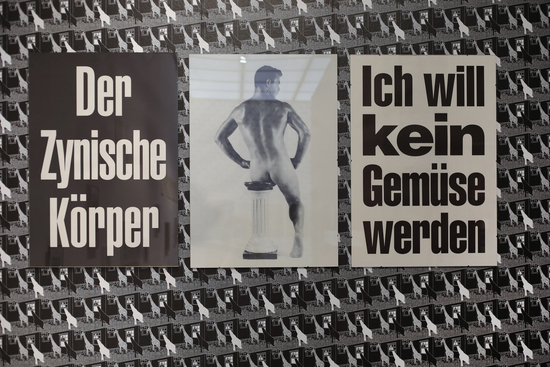 Der
Zynische
Körper
Ich will
kein
Gemüse
werden